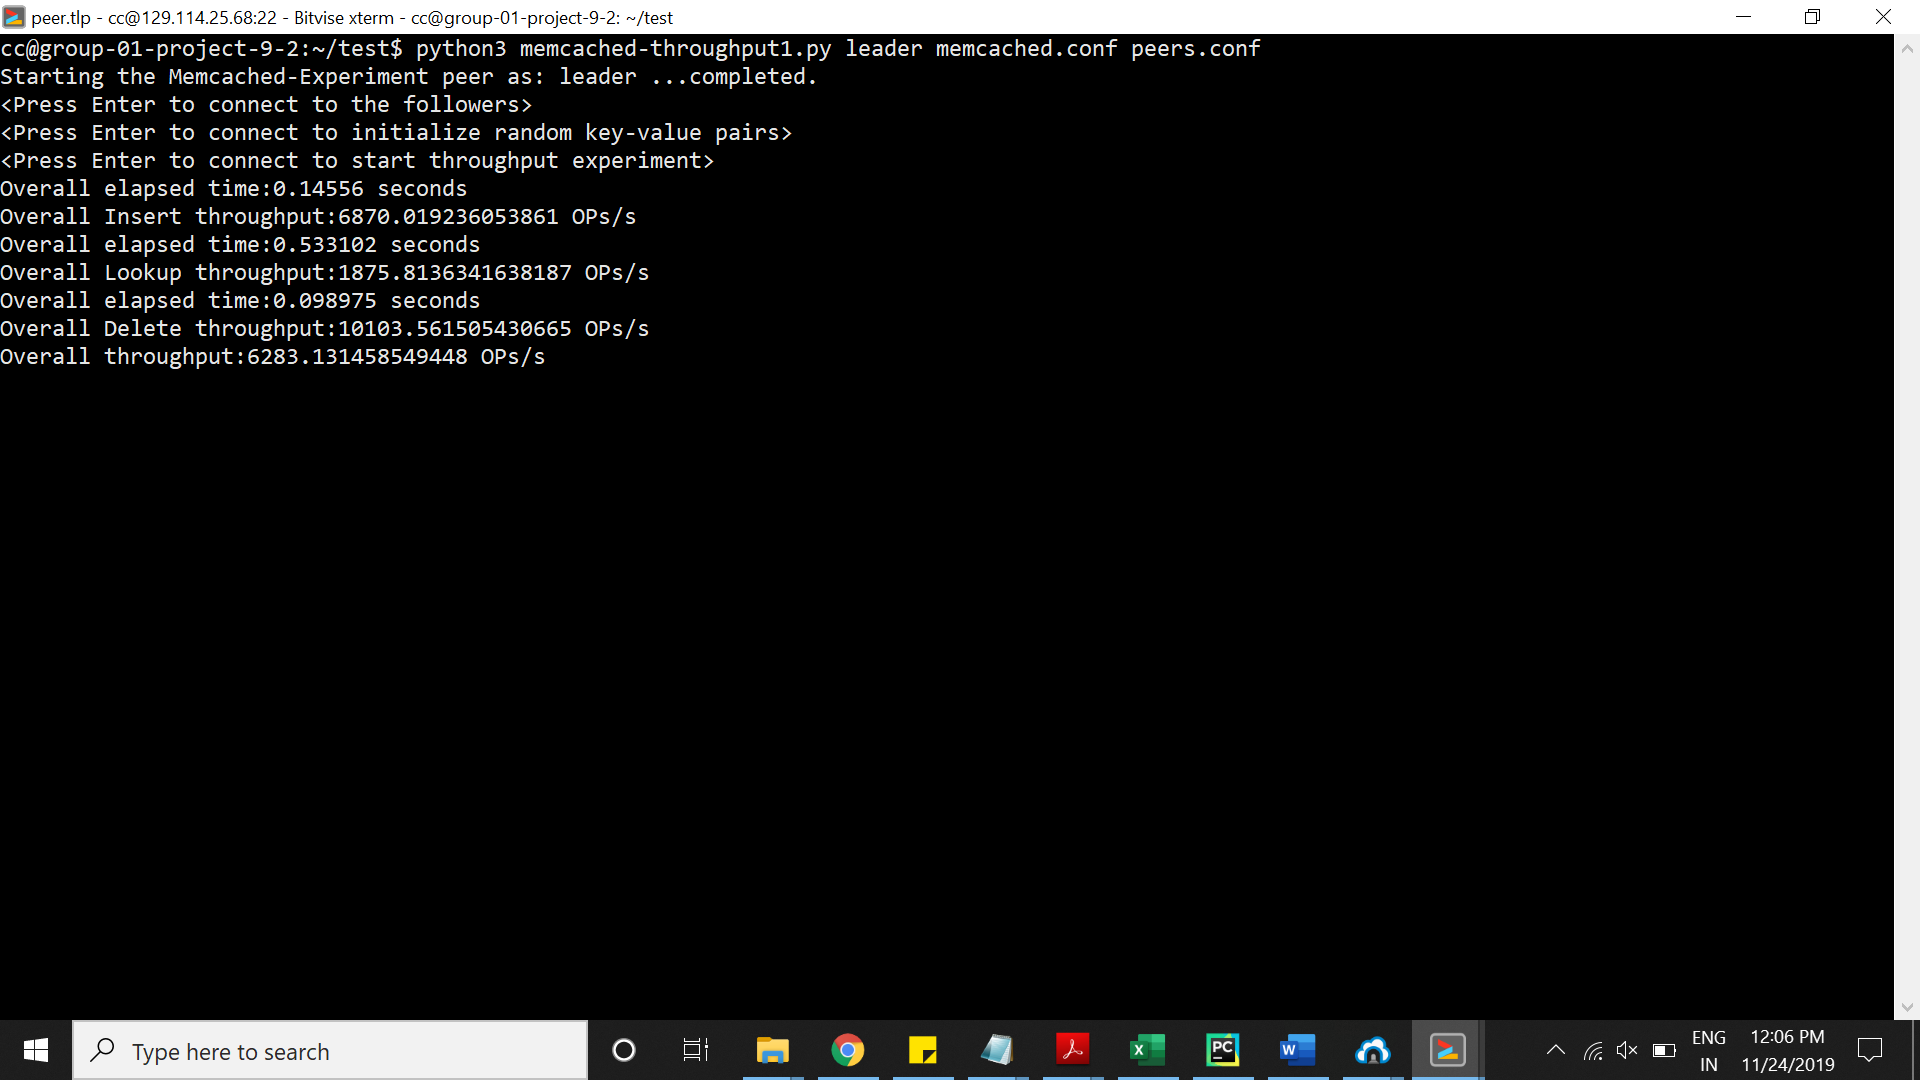 peer.tlp - cc@129.114.25.68:22 - Bitvise xterm - cc@group-01-project-9-2: ~/test
cc@group-01-project-9-2:~/test$ python3 memcached-throughput1.py leader memcached.conf peers.conf
Starting the Memcached-Experiment peer as: leader ...completed.
<Press Enter to connect to the followers>
<Press Enter to connect to initialize random key-value pairs>
<Press Enter to connect to start throughput experiment>
Overall elapsed time:0.14556 seconds
Overall Insert throughput:6870.019236053861 OPs/s
Overall elapsed time:0.533102 seconds
Overall Lookup throughput:1875.8136341638187 OPs/s
Overall elapsed time:0.098975 seconds
Overall Delete throughput:10103.561505430665 OPs/s
Overall throughput:6283.131458549448 OPs/s
Type here to search
PC
ENG
IN
12:06 PM
11/24/2019